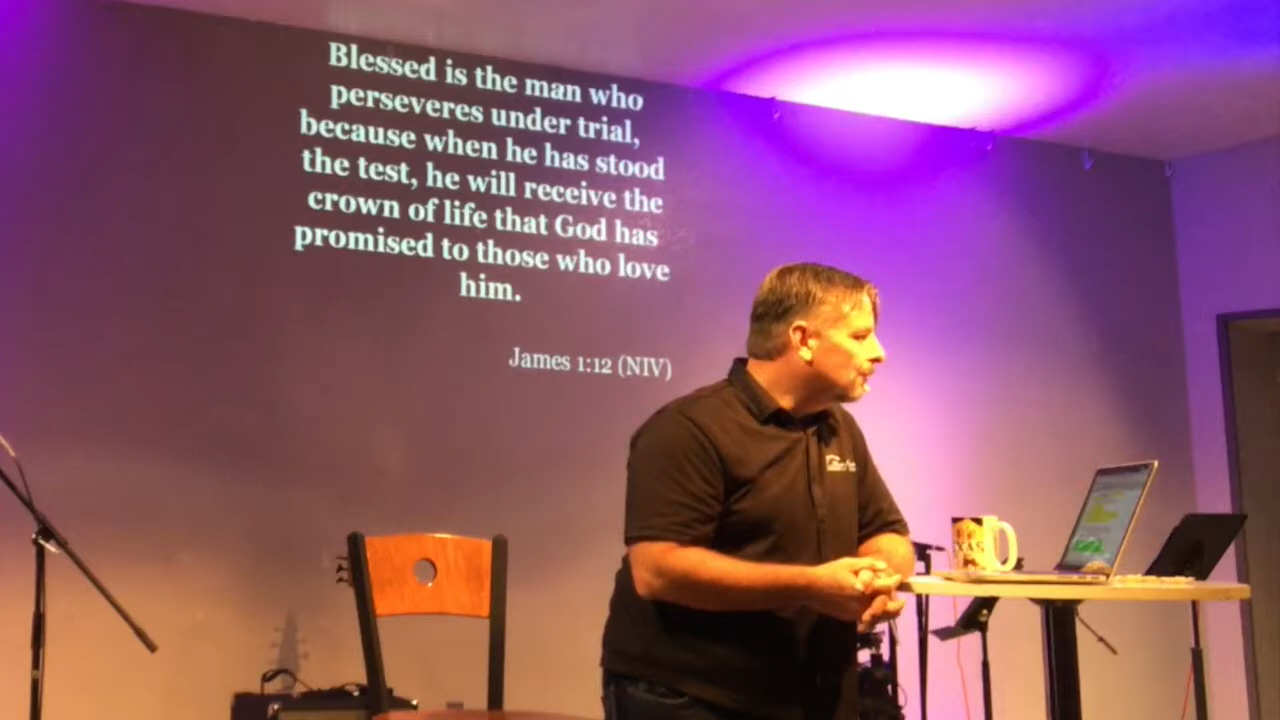 Blessed is the man who
perseveres under trial,
because when he has stood
the test, he will receive the
crown of life that God has
promised to those who love
him.
James 1:12 (NIV)